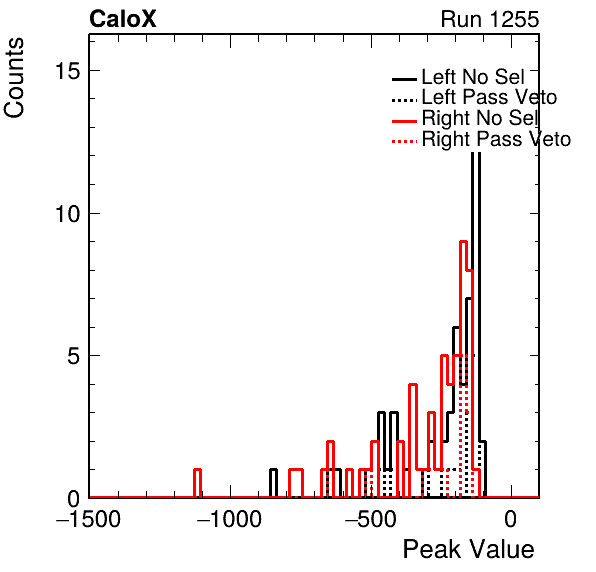 CaloX Run 1255
Counts
15
10
5
0
Left No Sel
Left Pass Veto
Right No Sel
Right Pass Veto
−1500 −1000 −500 0
Peak Value